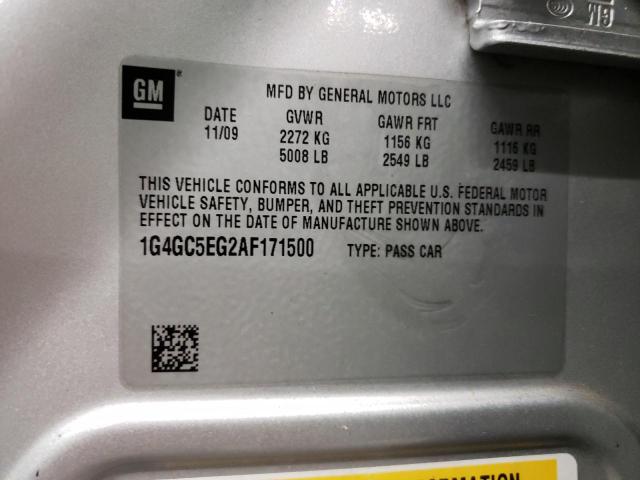 GM
MFD BY GENERAL MOTORS LLC
DATE GVWR GAWR FRT GAWR RR
11/09 2272 KG 1156 KG 1116 KG
5008 LB 2549 LB 2459 LB
THIS VEHICLE CONFORMS TO ALL APPLICABLE U.S. FEDERAL MOTOR
VEHICLE SAFETY, BUMPER, AND THEFT PREVENTION STANDARDS IN
EFFECT ON THE DATE OF MANUFACTURE SHOWN ABOVE.
1G4GC5EG2AF171500 TYPE: PASS CAR